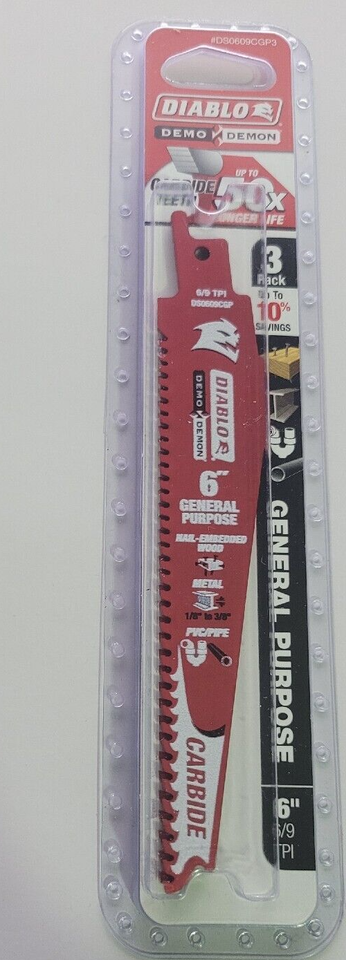 #DS0609CGP3
DIABLO
DEMO DEMON
CARBIDE
TEETH
UP TO
50X
LONGER LIFE
3
Pack
Up To
10%
SAVINGS
6/9 TPI
DS0609CGP
DIABLO
DEMO DEMON
6"
GENERAL
PURPOSE
NAIL-EMBEDDED
WOOD
METAL
1/8" to 3/8"
PVC/PIPE
CARBIDE
GENERAL PURPOSE
6"
6/9
TPI